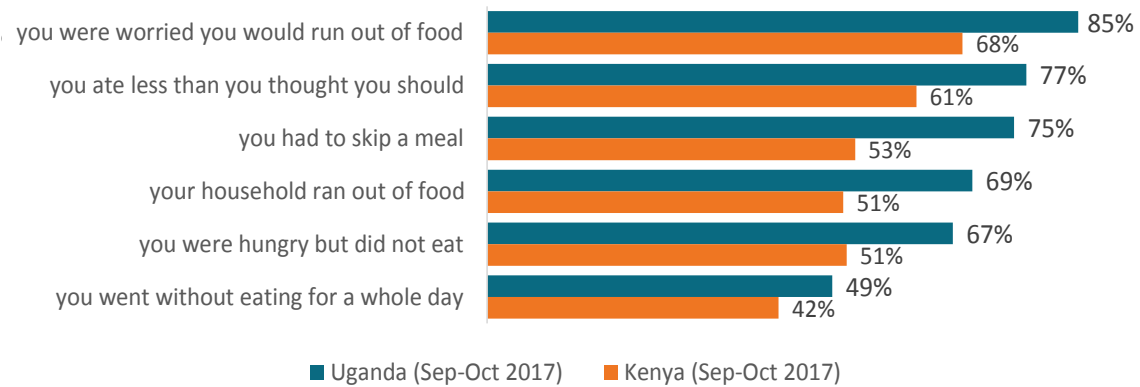 you were worried you would run out of food
85%
68%
you ate less than you thought you should
77%
61%
you had to skip a meal
75%
53%
your household ran out of food
69%
51%
you were hungry but did not eat
67%
51%
you went without eating for a whole day
49%
42%
Uganda (Sep-Oct 2017) Kenya (Sep-Oct 2017)